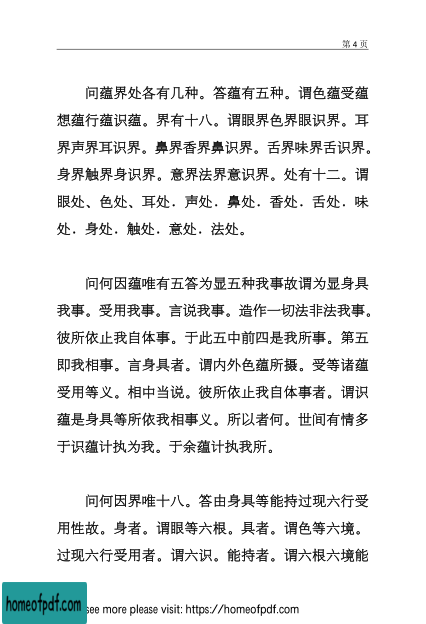 第 4 页
问蕴界处各有几种。答蕴有五种。谓色蕴受蕴
想蕴行蕴识蕴。界有十八。谓眼界色界眼识界。耳
界声界耳识界。鼻界香界鼻识界。舌界味界舌识界。
身界触界身识界。意界法界意识界。处有十二。谓
眼处、色处、耳处．声处．鼻处．香处．舌处．味
处．身处．触处．意处．法处。
问何因蕴唯有五答为显五种我事故谓为显身具
我事。受用我事。言说我事。造作一切法非法我事。
彼所依止我自体事。于此五中前四是我所事。第五
即我相事。言身具者。谓内外色蕴所摄。受等诸蕴
受用等义。相中当说。彼所依止我自体事者。谓识
蕴是身具等所依我相事义。所以者何。世间有情多
于识蕴计执为我。于余蕴计执我所。
问何因界唯十八。答由身具等能持过现六行受
用性故。身者。谓眼等六根。具者。谓色等六境。
过现六行受用者。谓六识。能持者。谓六根六境能
homeofpdf.com
see more please visit: https://homeofpdf.com